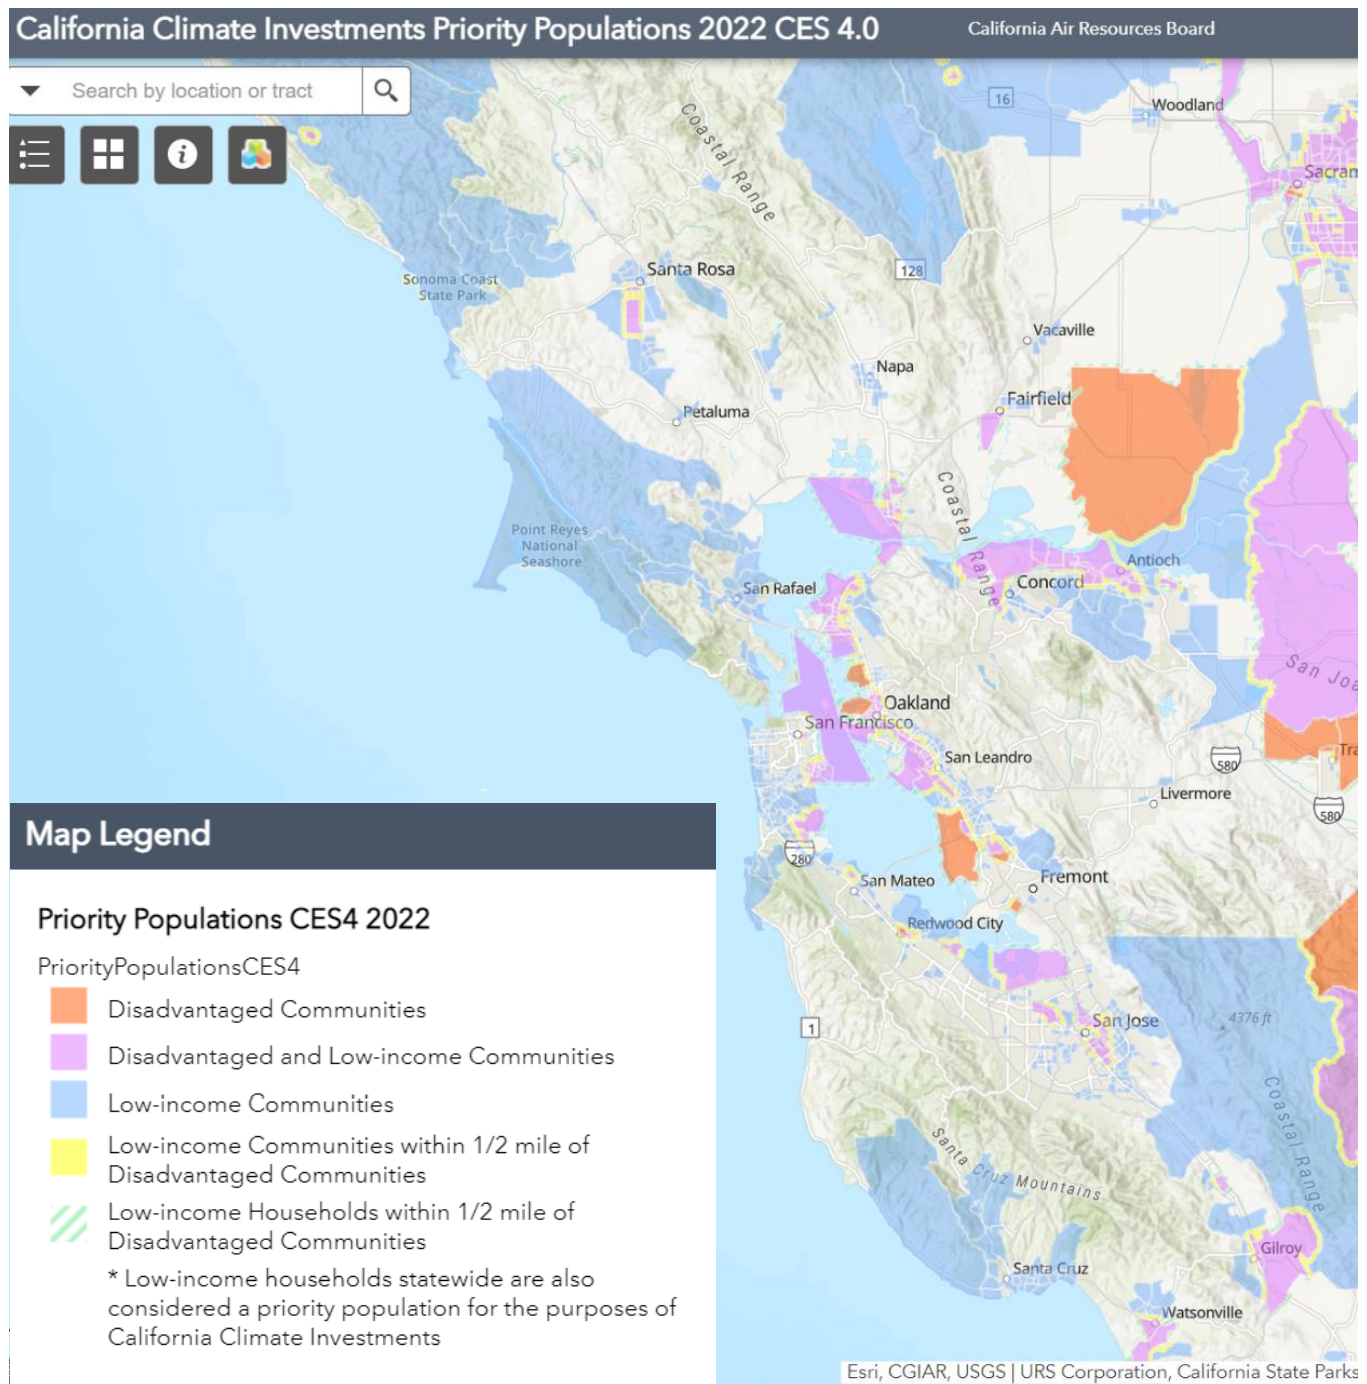 California Climate Investments Priority Populations 2022 CES 4.0
California Air Resources Board
Search by location or tract
Coastal Range
16
Woodland
Sacram
Santa Rosa
128
Sonoma Coast
State Park
Vacaville
Napa
Fairfield
Petaluma
Coastal Range
Point Reyes
National
Seashore
Antioch
Concord
San Rafael
San Joa
Oakland
San Francisco
Tra
San Leandro
580
Livermore
580
280
San Mateo
Fremont
Redwood City
1
San Jose
4376 ft
Coastal Range
Santa Cruz Mountains
Gilroy
Santa Cruz
Watsonville
Map Legend
Priority Populations CES4 2022
PriorityPopulationsCES4
Disadvantaged Communities
Disadvantaged and Low-income Communities
Low-income Communities
Low-income Communities within 1/2 mile of
Disadvantaged Communities
Low-income Households within 1/2 mile of
Disadvantaged Communities
* Low-income households statewide are also
considered a priority population for the purposes of
California Climate Investments
Esri, CGIAR, USGS | URS Corporation, California State Parks